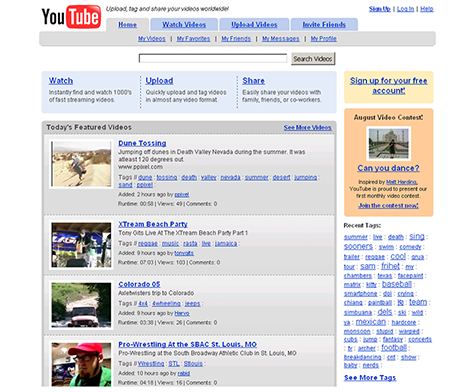 YouTube
Upload, tag and share your videos worldwide!
Sign Up | Log In | Help
Home
Watch Videos
Upload Videos
Invite Friends
My Videos | My Favorites | My Friends | My Messages | My Profile
Search Videos
Watch
Instantly find and watch 1000's
of fast streaming videos.
Upload
Quickly upload and tag videos
in almost any video format.
Share
Easily share your videos with
family, friends, or co-workers.
Sign up for your free
account!
Today's Featured Videos
See More Videos
Dune Tossing
Jumping off dunes in Death Valley Nevada during the summer. It was
atleast 120 degrees out.
www.ppixel.com
Tags // dune : tossing : death : valley : nevada : summer : desert : jumping :
sand : ppixel :
Added: 2 hours ago by ppixel
Runtime: 00:58 | Views: 49 | Comments: 0
XTream Beach Party
Tony Gits Live At The XTream 1 Beach Party
Tags // reggae : music : rasta : live : jamaica :
Added: 9 hours ago by tonygits
Runtime: 07:03 | Views: 103 | Comments: 0
Colorado 05
Arletwisters trip to Colorado
Tags // 4x4 : 4wheeling : jeeps :
Added: 9 hours ago by Hervo
Runtime: 03:38 | Views: 26 | Comments: 0
Pro-Wrestling at the SBAC St. Louis, MO
Pro-Wrestling at the South Broadway Athletic Club in St. Louis, MO
Tags // Wrestling : STL : Stlouis :
Added: 10 hours ago by rabid
Runtime: 04:18 | Views: 16 | Comments: 0
August Video Contest!
Can you dance?
Inspired by Matt Harding,
YouTube is proud to present our
first monthly video contest.
Join the contest now!
Recent Tags:
summer : live : death : sing :
sooners : swim : comedy :
trailer : reggae : cool : grua :
tour : sam : frihet : my :
chambers : texas : facepaint :
matrix : kitty : baseball :
smartphone : dpi : crying :
chiang : paintball : : team :
simbuana : dels : ski : wild :
ya : mexican : hardcore :
monsoon : stupid : warped :
cubs : jump : fantasy : concerts
: tv : archer : football :
breakdancing : cnt : show :
baby : nerds :
See More Tags